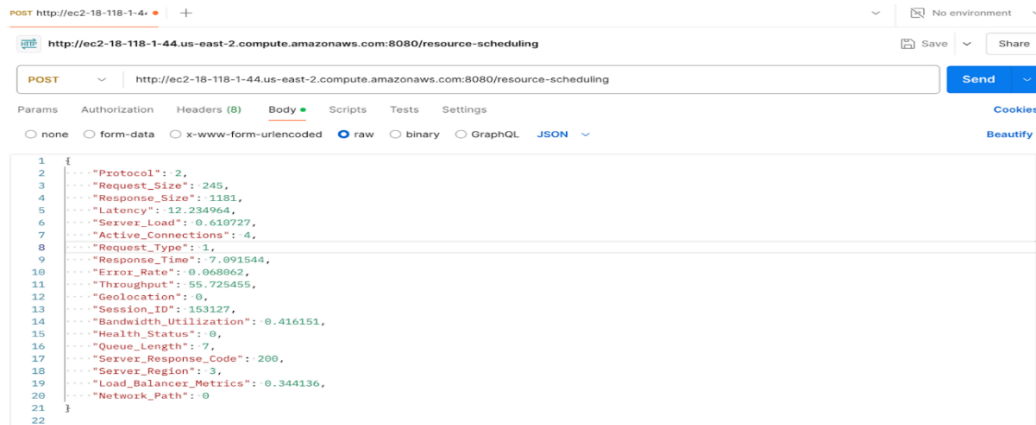 POST http://ec2-18-118-1-4
No environment
HTTP http://ec2-18-118-1-44.us-east-2.compute.amazonaws.com:8080/resource-scheduling
Save Share
POST http://ec2-18-118-1-44.us-east-2.compute.amazonaws.com:8080/resource-scheduling Send
Params Authorization Headers (8) Body Scripts Tests Settings Cookies
none form-data x-www-form-urlencoded raw binary GraphQL JSON Beautify
1 {
2 "Protocol": 2,
3 "Request_Size": 245,
4 "Response_Size": 1181,
5 "Latency": 12.234964,
6 "Server_Load": 0.610727,
7 "Active_Connections": 4,
8 "Request_Type": 1,
9 "Response_Time": 7.091544,
10 "Error_Rate": 0.068062,
11 "Throughput": 55.725455,
12 "Geolocation": 0,
13 "Session_ID": 153127,
14 "Bandwidth_Utilization": 0.416151,
15 "Health_Status": 0,
16 "Queue_Length": 7,
17 "Server_Response_Code": 200,
18 "Server_Region": 3,
19 "Load_Balancer_Metrics": 0.344136,
20 "Network_Path": 0
21 }
22